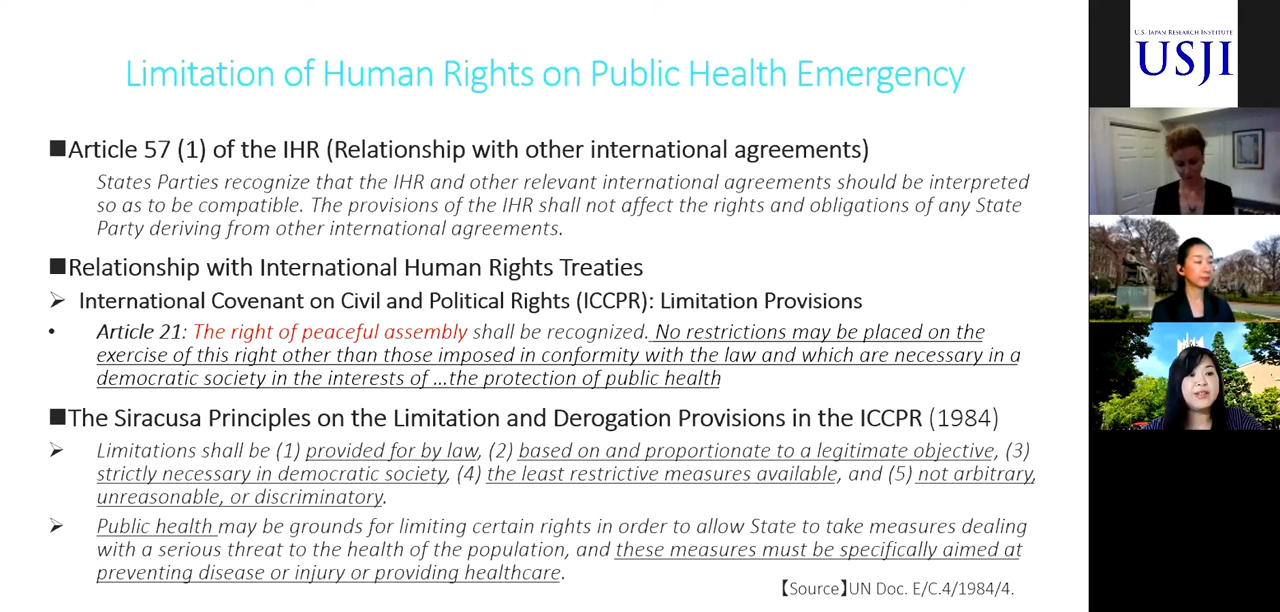 Limitation of Human Rights on Public Health Emergency
■Article 57 (1) of the IHR (Relationship with other international agreements)
States Parties recognize that the IHR and other relevant international agreements should be interpreted
so as to be compatible. The provisions of the IHR shall not affect the rights and obligations of any State
Party deriving from other international agreements.
■Relationship with International Human Rights Treaties
➢ International Covenant on Civil and Political Rights (ICCPR): Limitation Provisions
• Article 21: The right of peaceful assembly shall be recognized. No restrictions may be placed on the
exercise of this right other than those imposed in conformity with the law and which are necessary in a
democratic society in the interests of …the protection of public health
■The Siracusa Principles on the Limitation and Derogation Provisions in the ICCPR (1984)
➢ Limitations shall be (1) provided for by law, (2) based on and proportionate to a legitimate objective, (3)
strictly necessary in democratic society, (4) the least restrictive measures available, and (5) not arbitrary,
unreasonable, or discriminatory.
➢ Public health may be grounds for limiting certain rights in order to allow State to take measures dealing
with a serious threat to the health of the population, and these measures must be specifically aimed at
preventing disease or injury or providing healthcare.
【Source】UN Doc. E/C.4/1984/4.
U.S. JAPAN RESEARCH INSTITUTE
USJI